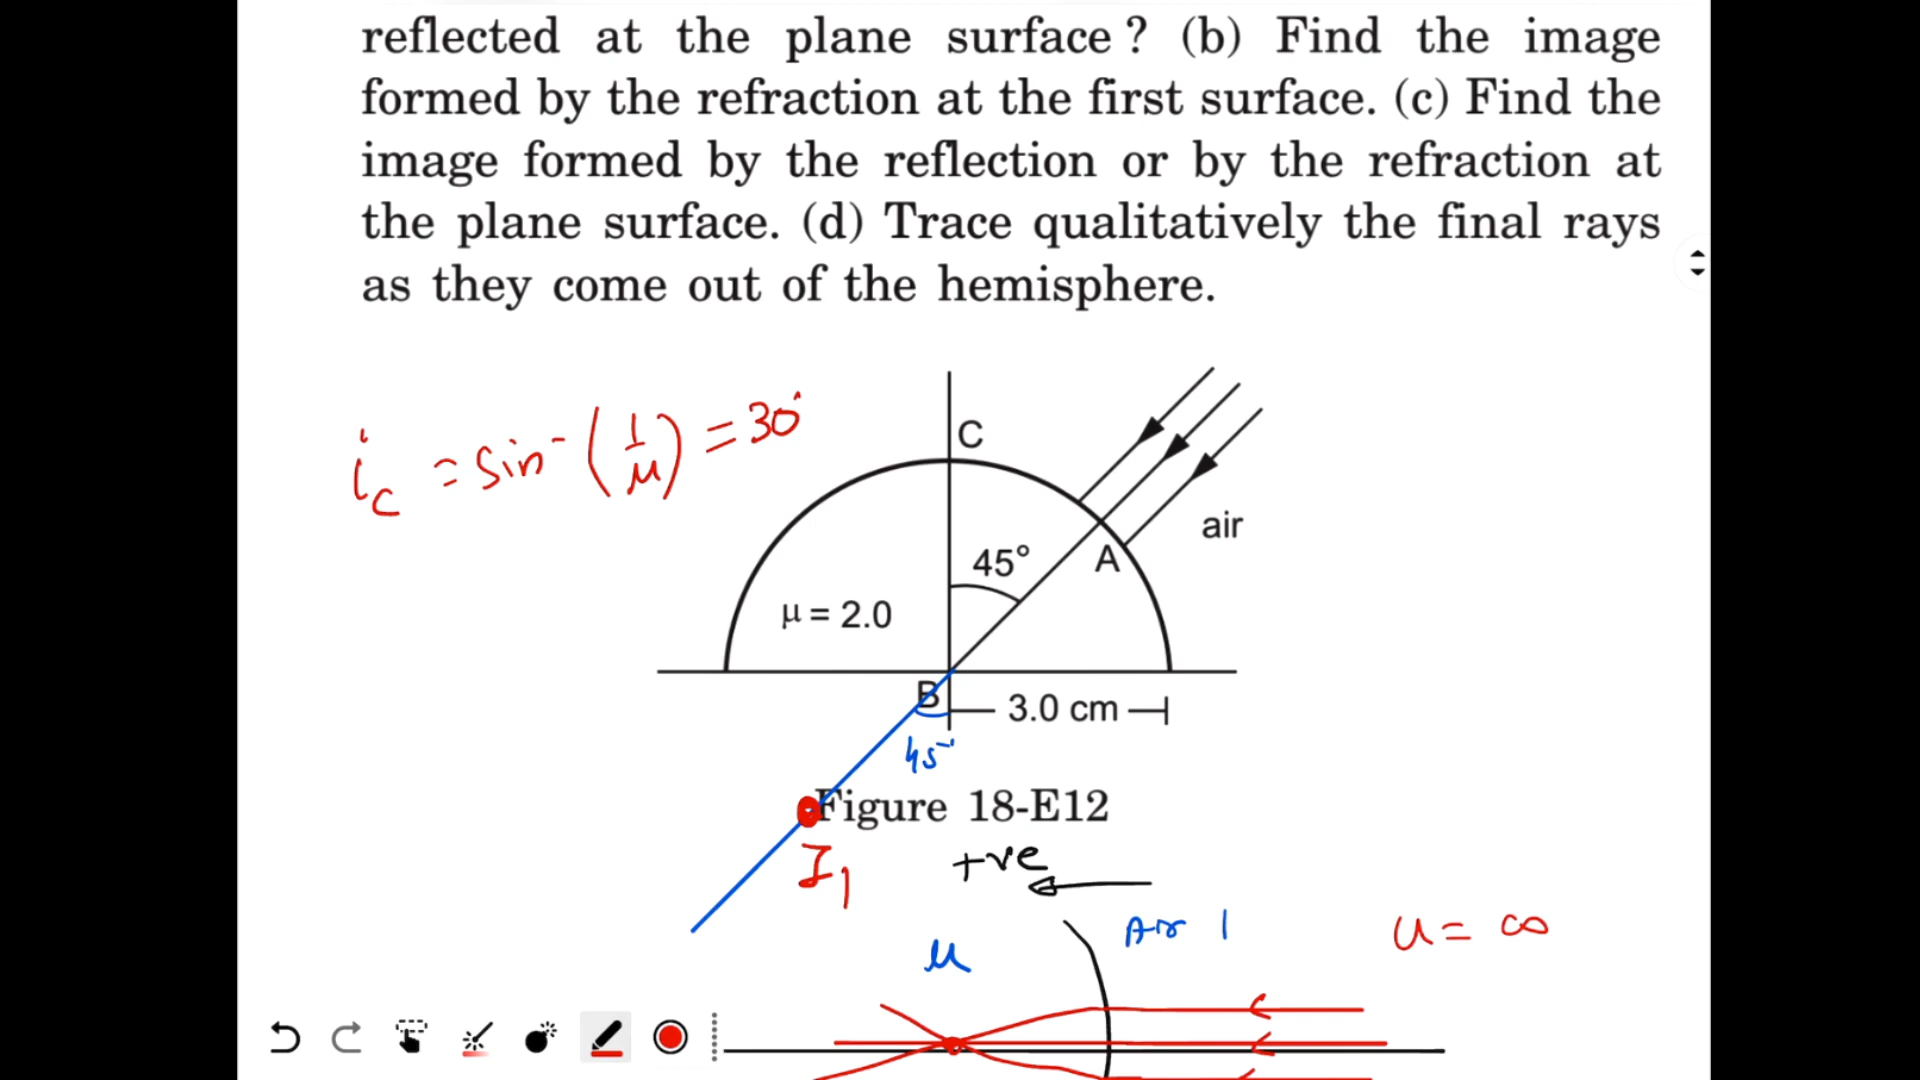 reflected at the plane surface ? (b) Find the image
formed by the refraction at the first surface. (c) Find the
image formed by the reflection or by the refraction at
the plane surface. (d) Trace qualitatively the final rays
as they come out of the hemisphere.
i_c = sin⁻ (1/μ) = 30°
C
air
45°
A
μ = 2.0
B
3.0 cm
45°
Figure 18-E12
I₁
+ve
Air 1
u = ∞
μ